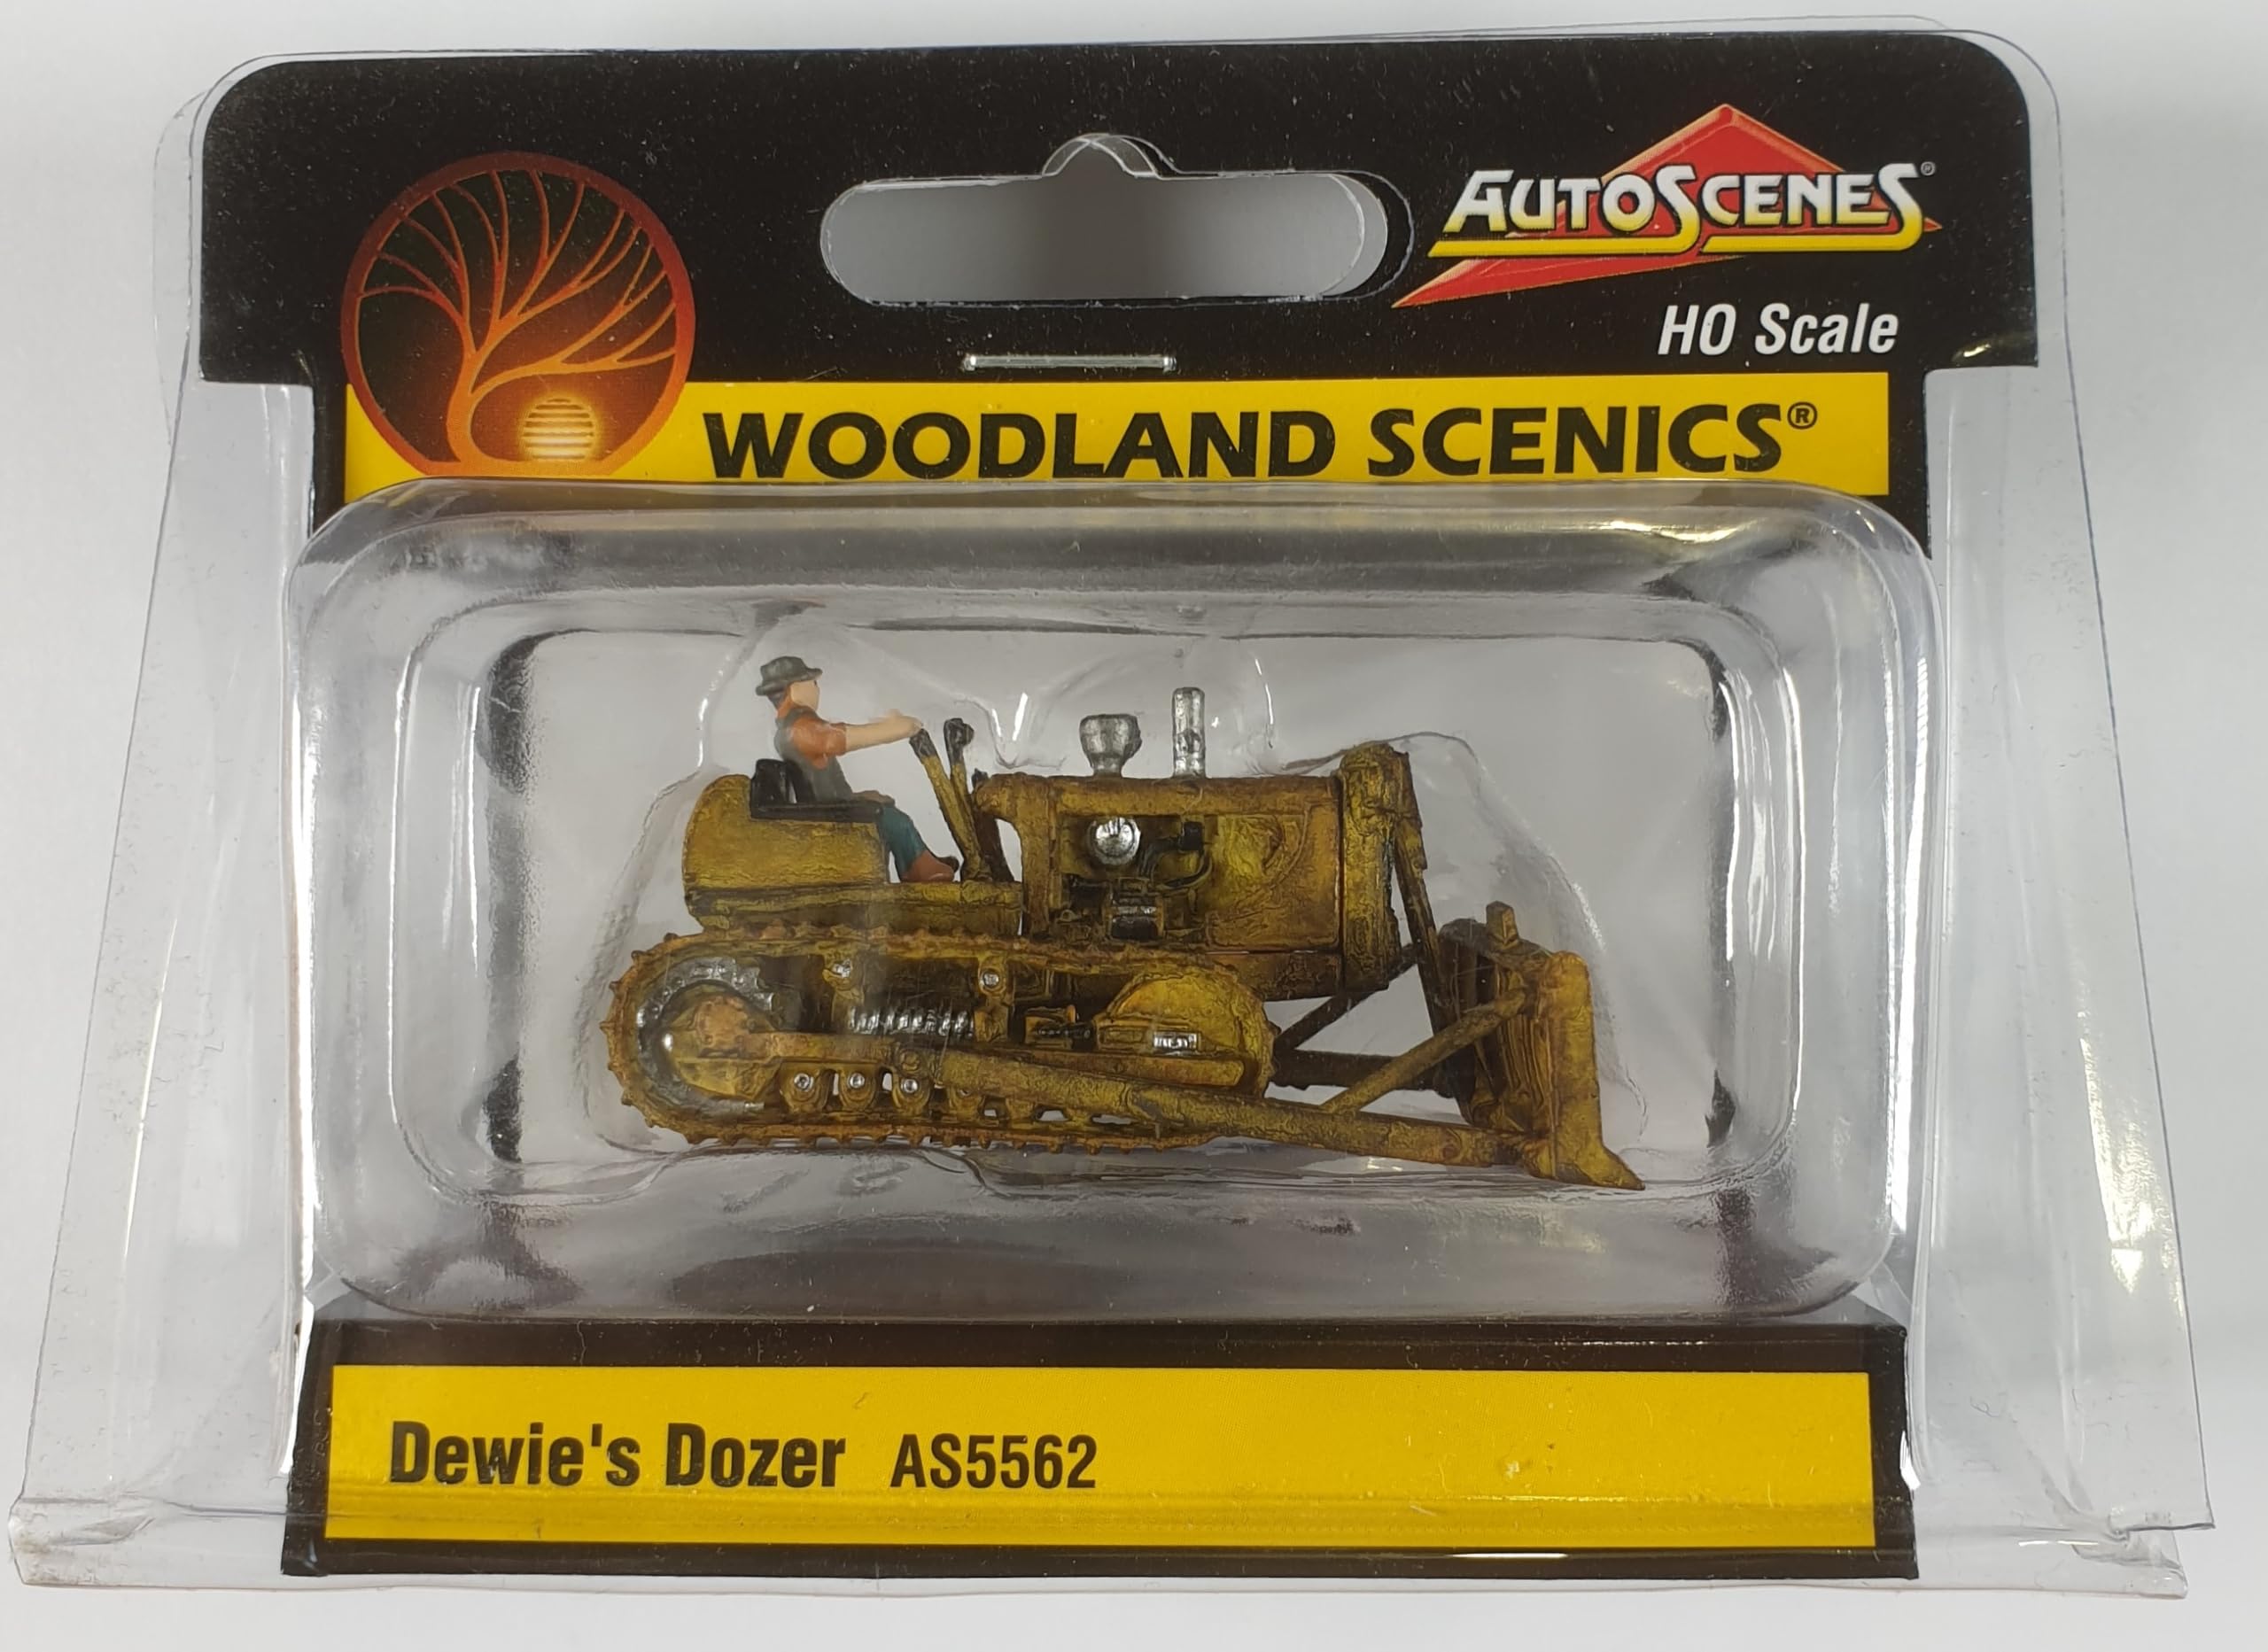 AUTOSCENES®
HO Scale
WOODLAND SCENICS®
Dewie's Dozer AS5562